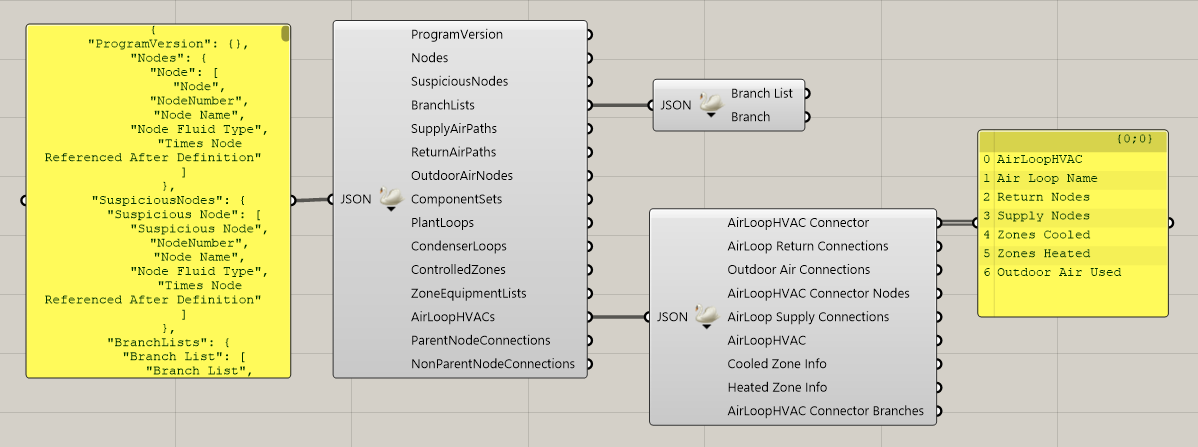 {
"ProgramVersion": {},
"Nodes": {
"Node": [
"Node",
"NodeNumber",
"Node Name",
"Node Fluid Type",
"Times Node
Referenced After Definition"
]
},
"SuspiciousNodes": {
"Suspicious Node": [
"Suspicious Node",
"NodeNumber",
"Node Name",
"Node Fluid Type",
"Times Node
Referenced After Definition"
]
},
"BranchLists": {
"Branch List": [
"Branch List",
JSON
ProgramVersion
Nodes
SuspiciousNodes
BranchLists
SupplyAirPaths
ReturnAirPaths
OutdoorAirNodes
ComponentSets
PlantLoops
CondenserLoops
ControlledZones
ZoneEquipmentLists
AirLoopHVACs
ParentNodeConnections
NonParentNodeConnections
JSON
Branch List
Branch
JSON
AirLoopHVAC Connector
AirLoop Return Connections
Outdoor Air Connections
AirLoopHVAC Connector Nodes
AirLoop Supply Connections
AirLoopHVAC
Cooled Zone Info
Heated Zone Info
AirLoopHVAC Connector Branches
{0;0}
0 AirLoopHVAC
1 Air Loop Name
2 Return Nodes
3 Supply Nodes
4 Zones Cooled
5 Zones Heated
6 Outdoor Air Used